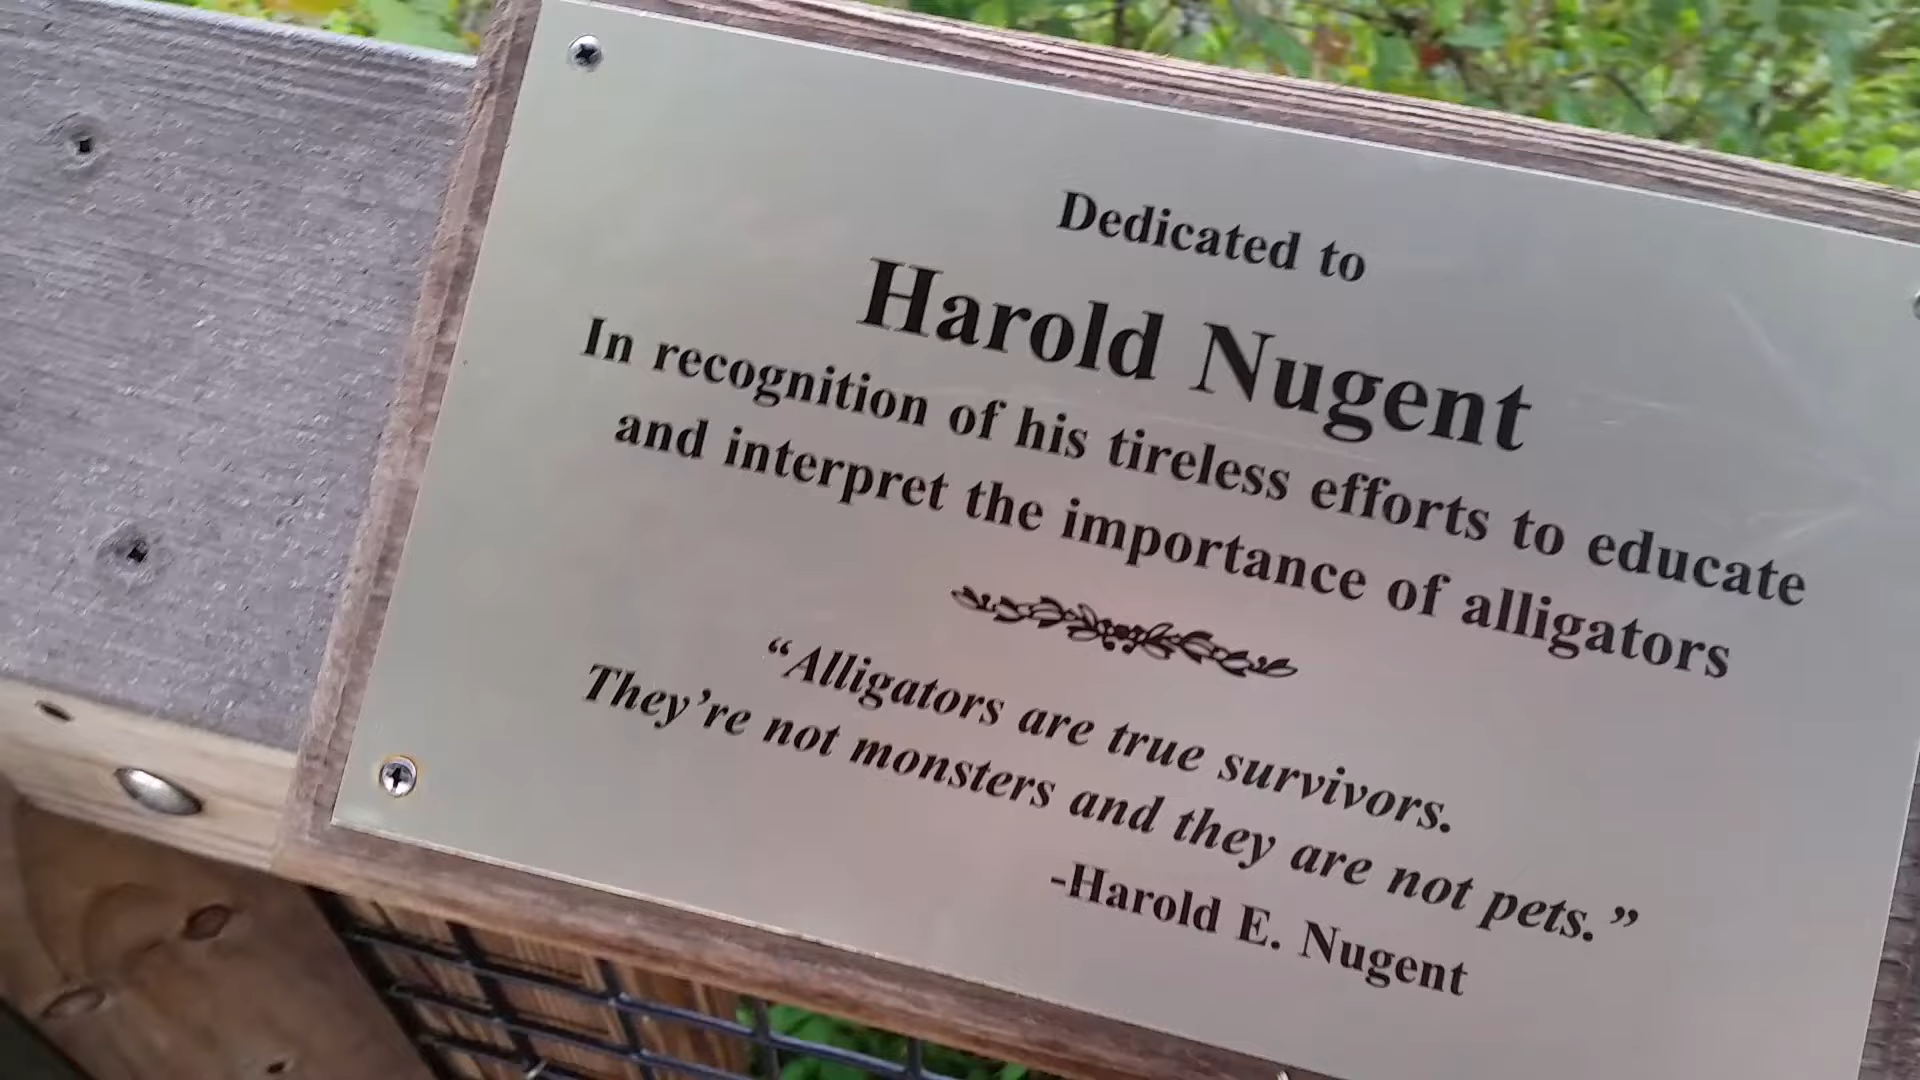 Dedicated to
Harold Nugent
In recognition of his tireless efforts to educate
and interpret the importance of alligators
“Alligators are true survivors.
They’re not monsters and they are not pets.”
-Harold E. Nugent